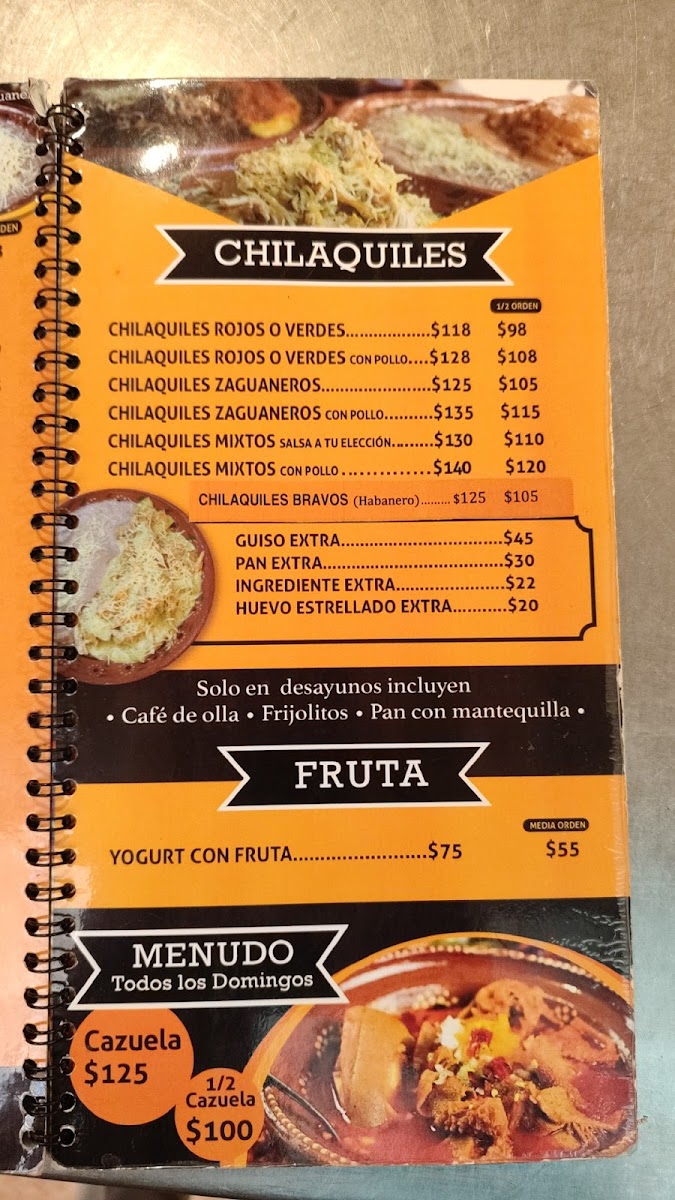 CHILAQUILES
1/2 ORDEN
CHILAQUILES ROJOS O VERDES..................$118 $98
CHILAQUILES ROJOS O VERDES CON POLLO....$128 $108
CHILAQUILES ZAGUANEROS.......................$125 $105
CHILAQUILES ZAGUANEROS CON POLLO..........$135 $115
CHILAQUILES MIXTOS SALSA A TU ELECCIÓN.........$130 $110
CHILAQUILES MIXTOS CON POLLO ..............$140 $120
CHILAQUILES BRAVOS (Habanero)......... $125 $105
GUISO EXTRA..................................$45
PAN EXTRA......................................$30
INGREDIENTE EXTRA.......................$22
HUEVO ESTRELLADO EXTRA...........$20
Solo en desayunos incluyen
• Café de olla • Frijolitos • Pan con mantequilla •
FRUTA
MEDIA ORDEN
YOGURT CON FRUTA..........................$75 $55
MENUDO
Todos los Domingos
Cazuela
$125
1/2
Cazuela
$100